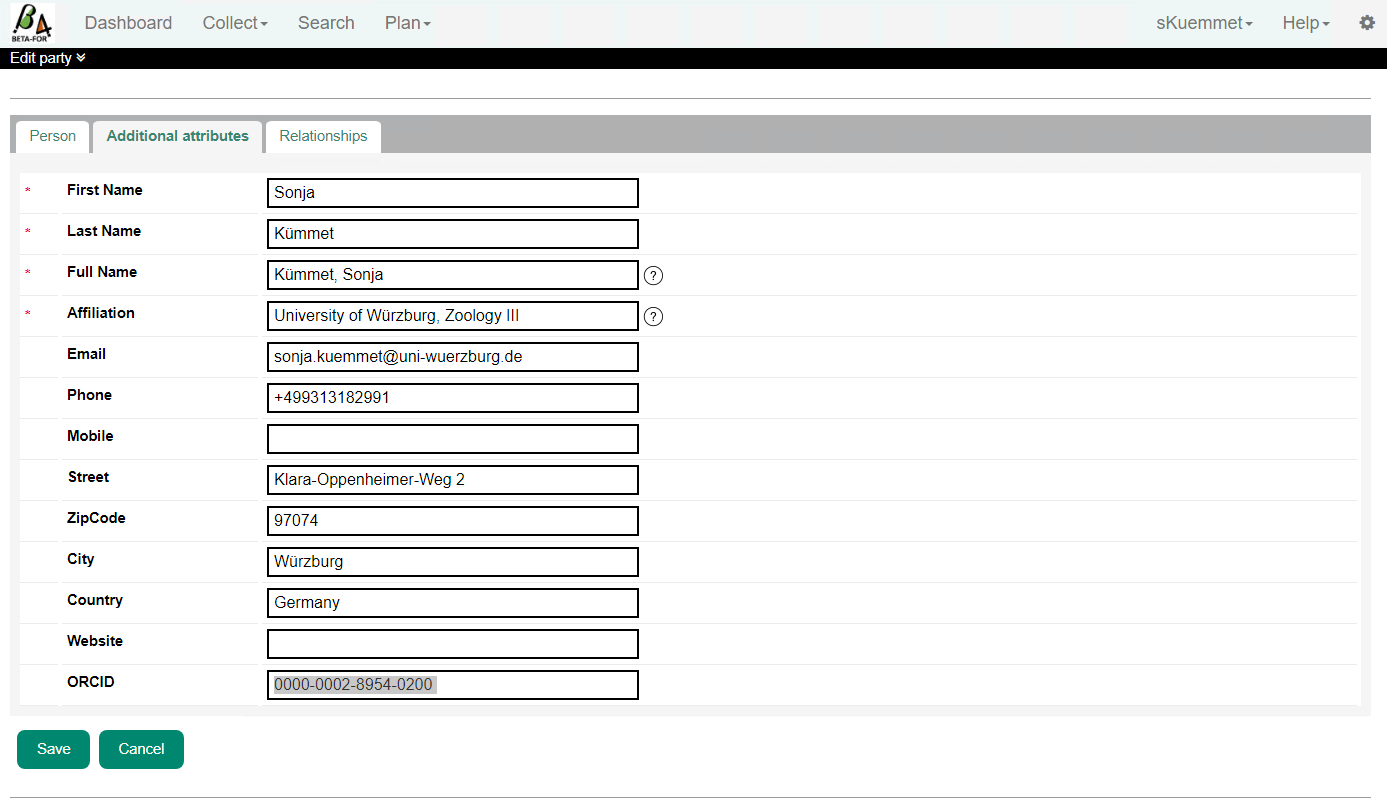 BETA-FOR Dashboard Collect Search Plan sKuemmet Help
Edit party
Person Additional attributes Relationships
* First Name Sonja
* Last Name Kümmet
* Full Name Kümmet, Sonja ?
* Affiliation University of Würzburg, Zoology III ?
Email sonja.kuemmet@uni-wuerzburg.de
Phone +499313182991
Mobile
Street Klara-Oppenheimer-Weg 2
ZipCode 97074
City Würzburg
Country Germany
Website
ORCID 0000-0002-8954-0200
Save Cancel